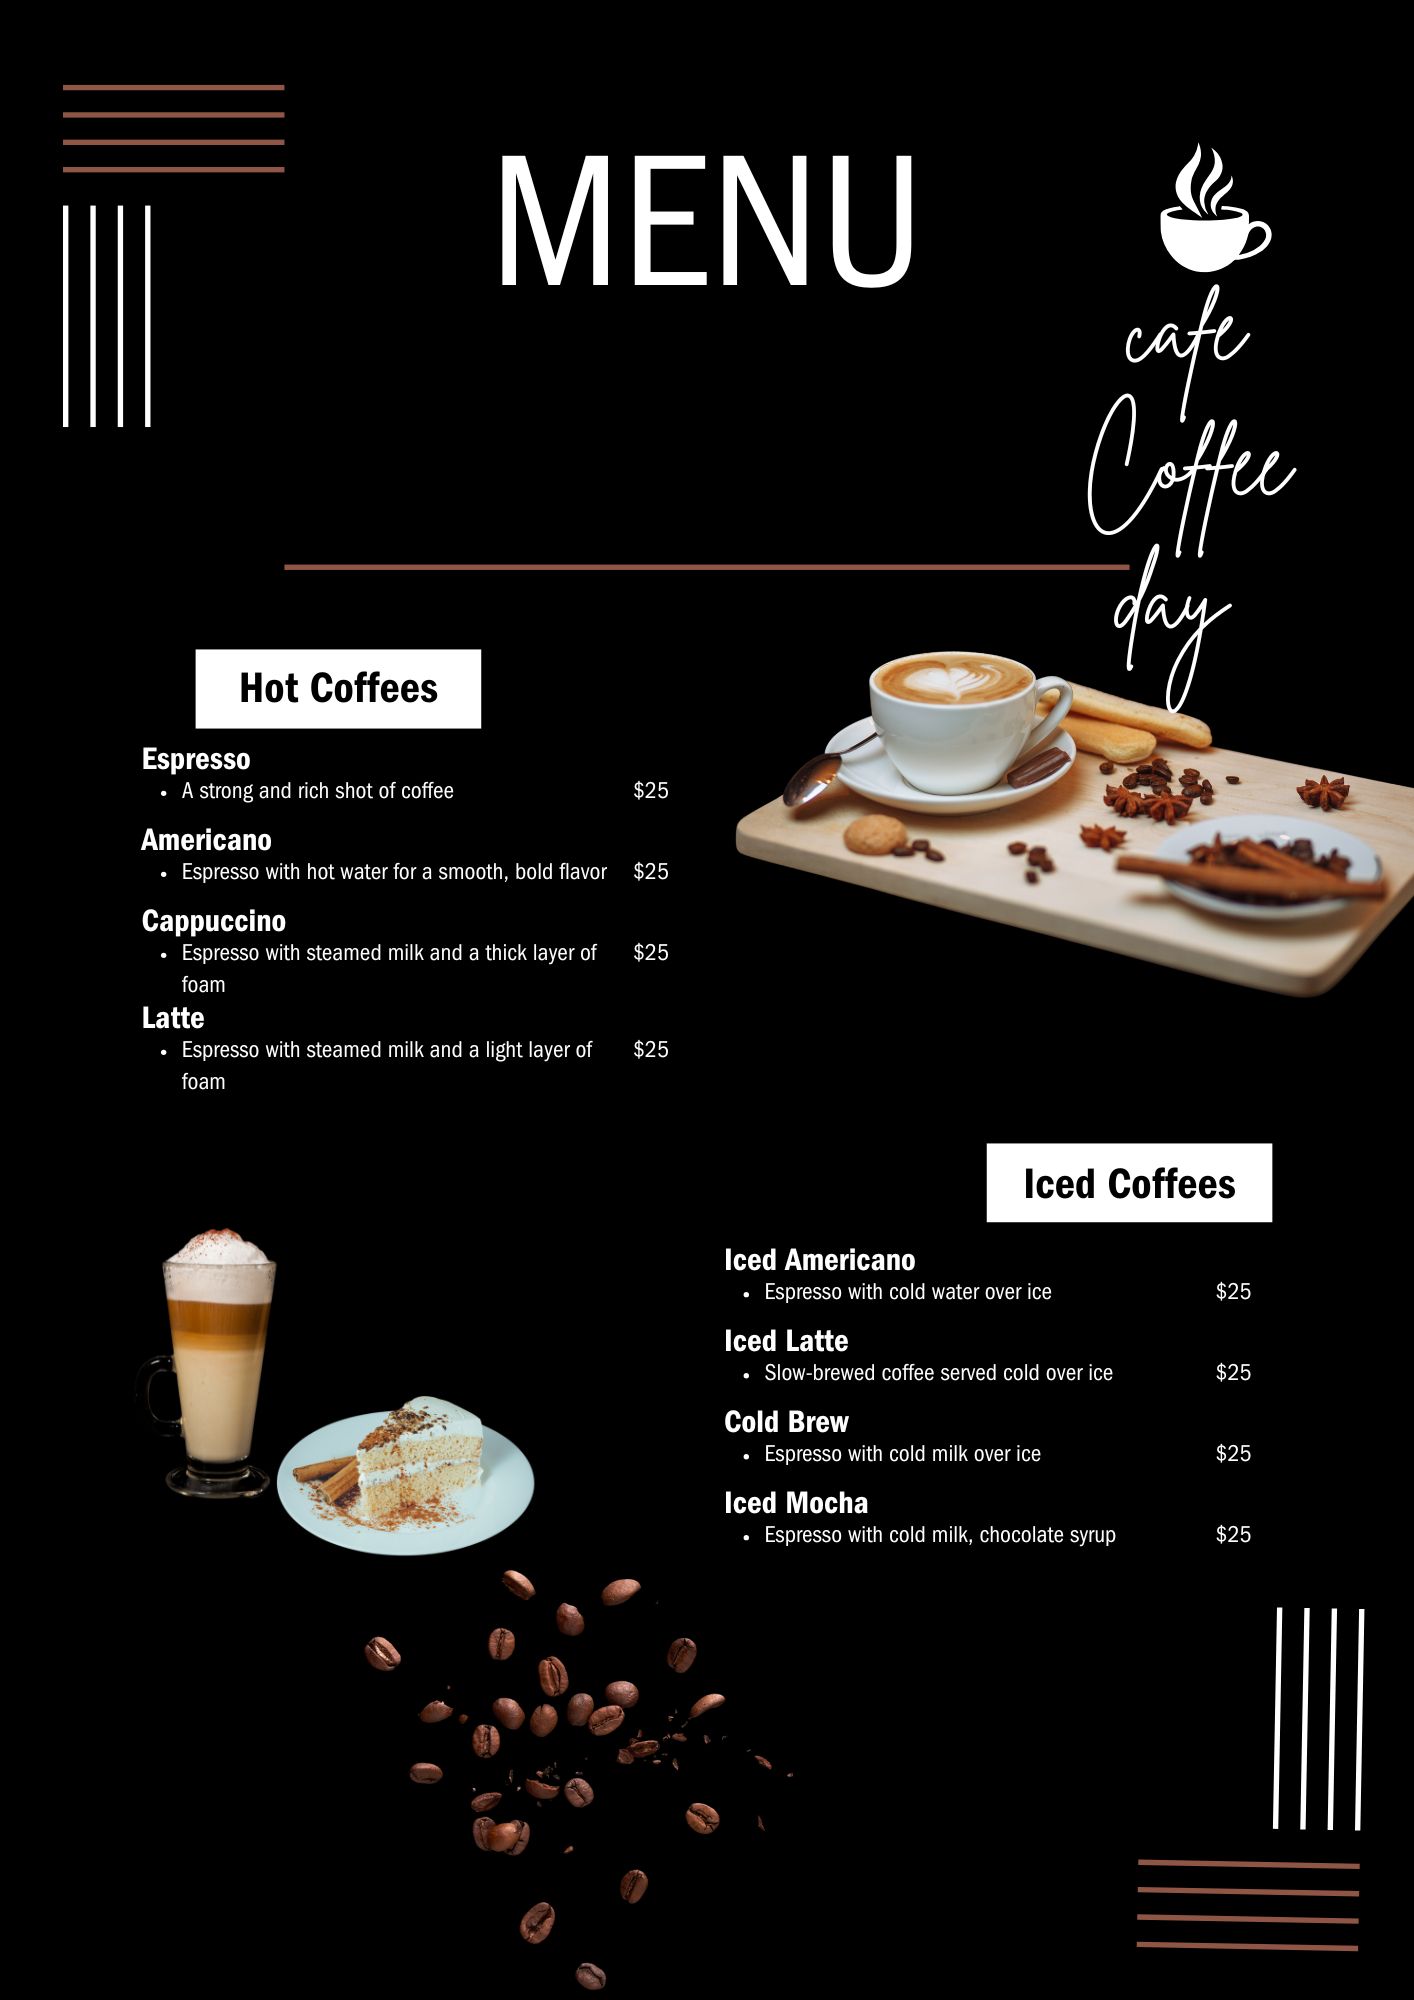 MENU
cafe
Coffee
day
Hot Coffees
Espresso
• A strong and rich shot of coffee $25
Americano
• Espresso with hot water for a smooth, bold flavor $25
Cappuccino
• Espresso with steamed milk and a thick layer of $25
foam
Latte
• Espresso with steamed milk and a light layer of $25
foam
Iced Coffees
Iced Americano
• Espresso with cold water over ice $25
Iced Latte
• Slow-brewed coffee served cold over ice $25
Cold Brew
• Espresso with cold milk over ice $25
Iced Mocha
• Espresso with cold milk, chocolate syrup $25